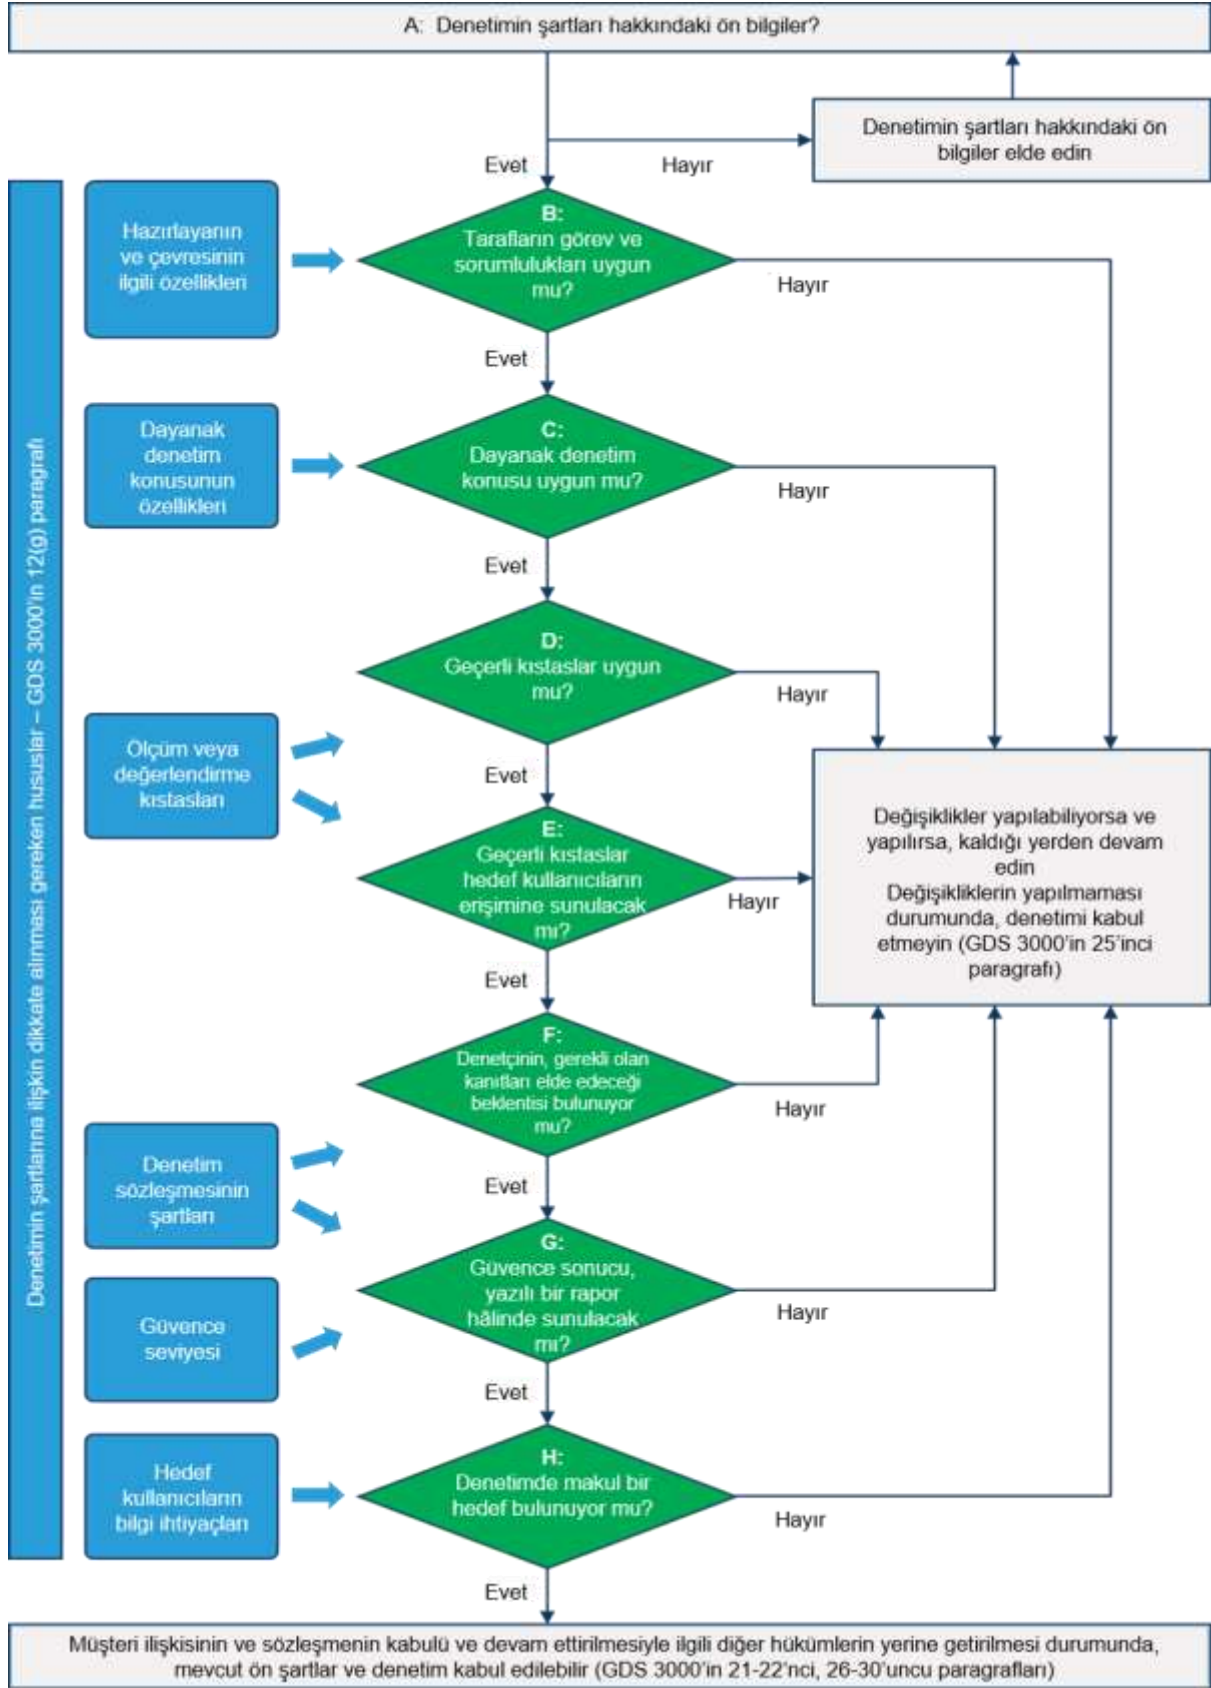 A: Denetimin şartları hakkındaki ön bilgiler?
Denetimin şartları hakkındaki ön
bilgiler elde edin
Evet
Hayır
Denetimin şartlarına ilişkin dikkate alınması gereken hususlar – GDS 3000'in 12(g) paragrafı
Hazırlayanın
ve çevresinin
ilgili özellikleri
B:
Tarafların görev ve
sorumlulukları uygun
mu?
Hayır
Evet
Dayanak
denetim
konusunun
özellikleri
C:
Dayanak denetim
konusu uygun mu?
Hayır
Evet
D:
Geçerli kıstaslar uygun
mu?
Hayır
Evet
Ölçüm veya
değerlendirme
kıstasları
E:
Geçerli kıstaslar
hedef kullanıcıların
erişimine sunulacak
mı?
Hayır
Değişiklikler yapılabiliyorsa ve
yapılırsa, kaldığı yerden devam
edin
Değişikliklerin yapılmaması
durumunda, denetimi kabul
etmeyin (GDS 3000'in 25'inci
paragrafı)
Evet
F:
Denetçinin, gerekli olan
kanıtları elde edeceği
beklentisi bulunuyor
mu?
Hayır
Denetim
sözleşmesinin
şartları
Evet
G:
Güvence sonucu,
yazılı bir rapor
hâlinde sunulacak
mı?
Hayır
Güvence
seviyesi
Evet
Hedef
kullanıcıların
bilgi ihtiyaçları
H:
Denetimde makul bir
hedef bulunuyor mu?
Hayır
Evet
Müşteri ilişkisinin ve sözleşmenin kabulü ve devam ettirilmesiyle ilgili diğer hükümlerin yerine getirilmesi durumunda,
mevcut ön şartlar ve denetim kabul edilebilir (GDS 3000'in 21-22'nci, 26-30'uncu paragrafları)